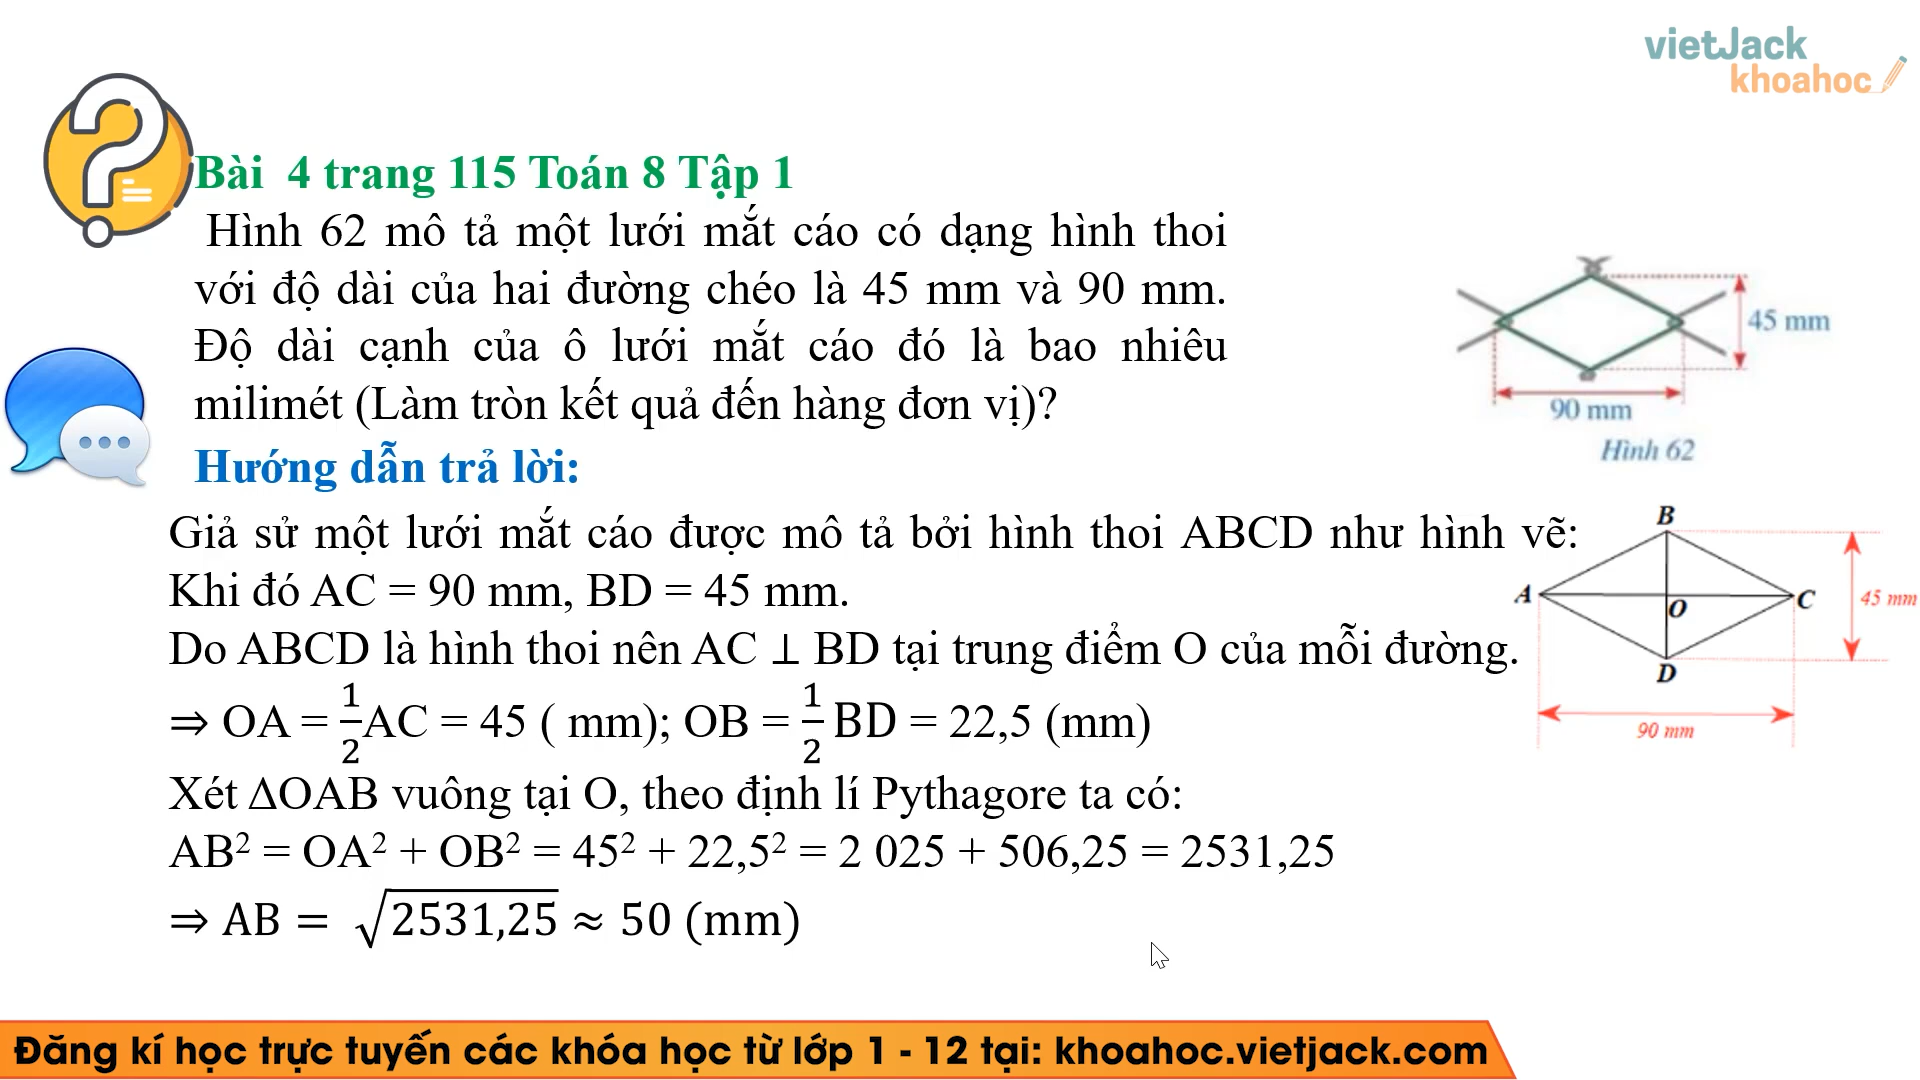 vietJack
khoahoc
Bài 4 trang 115 Toán 8 Tập 1
Hình 62 mô tả một lưới mắt cáo có dạng hình thoi
với độ dài của hai đường chéo là 45 mm và 90 mm.
Độ dài cạnh của ô lưới mắt cáo đó là bao nhiêu
milimét (Làm tròn kết quả đến hàng đơn vị)?
45 mm
90 mm
Hình 62
Hướng dẫn trả lời:
Giả sử một lưới mắt cáo được mô tả bởi hình thoi ABCD như hình vẽ:
Khi đó AC = 90 mm, BD = 45 mm.
Do ABCD là hình thoi nên AC ⊥ BD tại trung điểm O của mỗi đường.
⇒ OA = 1/2 AC = 45 ( mm); OB = 1/2 BD = 22,5 (mm)
Xét ΔOAB vuông tại O, theo định lí Pythagore ta có:
AB² = OA² + OB² = 45² + 22,5² = 2 025 + 506,25 = 2531,25
⇒ AB = √2531,25 ≈ 50 (mm)
B
A
O
C
45 mm
D
90 mm
Đăng kí học trực tuyến các khóa học từ lớp 1 - 12 tại: khoahoc.vietjack.com